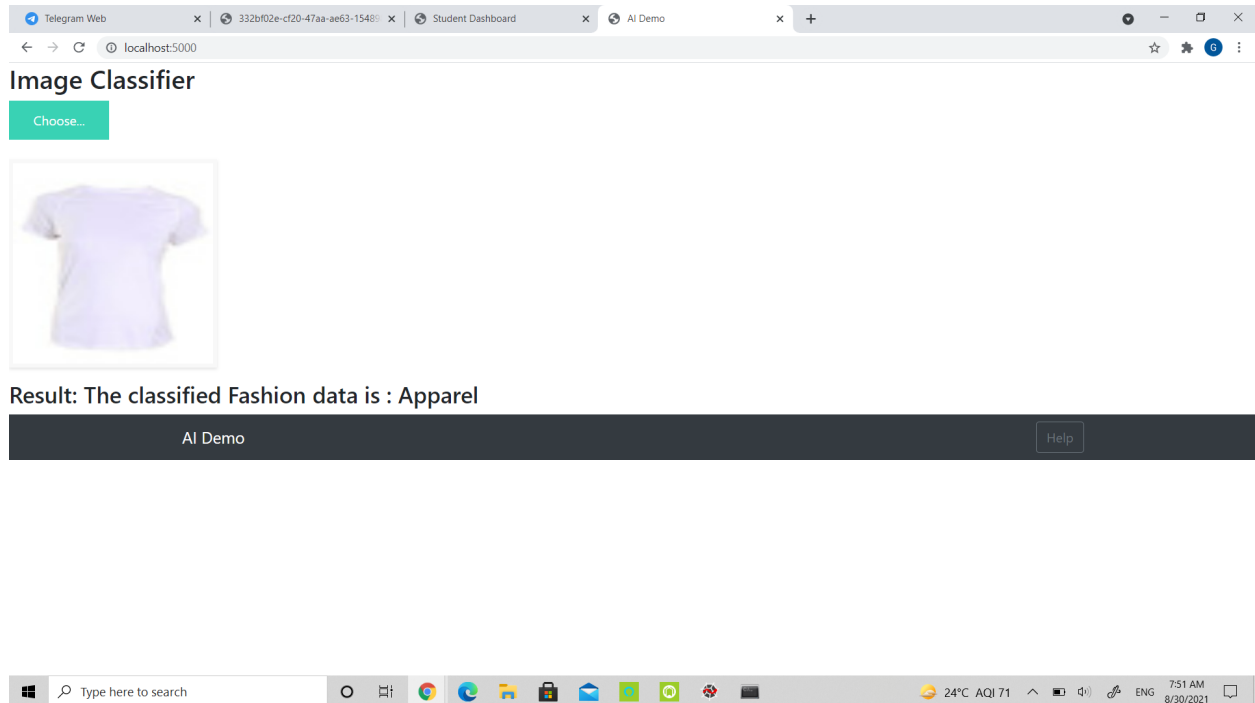 Telegram Web
332bf02e-cf20-47aa-ae63-15489
Student Dashboard
AI Demo
G
localhost:5000
Image Classifier
Choose...
Result: The classified Fashion data is : Apparel
AI Demo
Help
Type here to search
24°C AQI 71
ENG
7:51 AM
8/30/2021